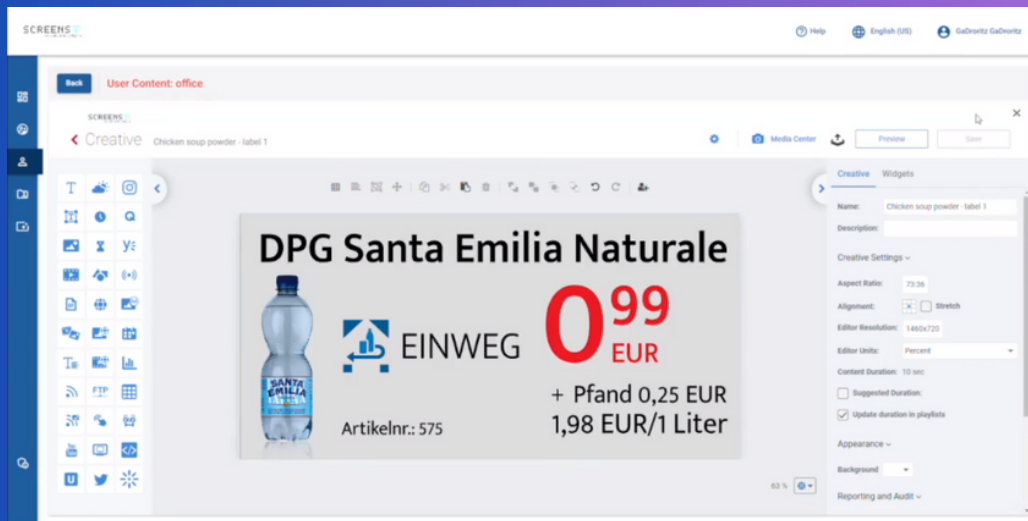 SCREENS
Help
English (US)
GaDroritz GaDroritz
Back
User Content: office
SCREENS
Creative
Chicken soup powder - label 1
Media Center
Preview
Save
Creative
Widgets
Name: Chicken soup powder - label 1
Description:
Creative Settings
Aspect Ratio: 73:36
Alignment: Stretch
Editor Resolution: 1460x720
Editor Units: Percent
Content Duration: 10 sec
Suggested Duration:
Update duration in playlists
Appearance
Background
Reporting and Audit
DPG Santa Emilia Naturale
0 99
EUR
EINWEG
SANTA
EMILIA
+ Pfand 0,25 EUR
Artikelnr.: 575
1,98 EUR/1 Liter
FTP
63 %